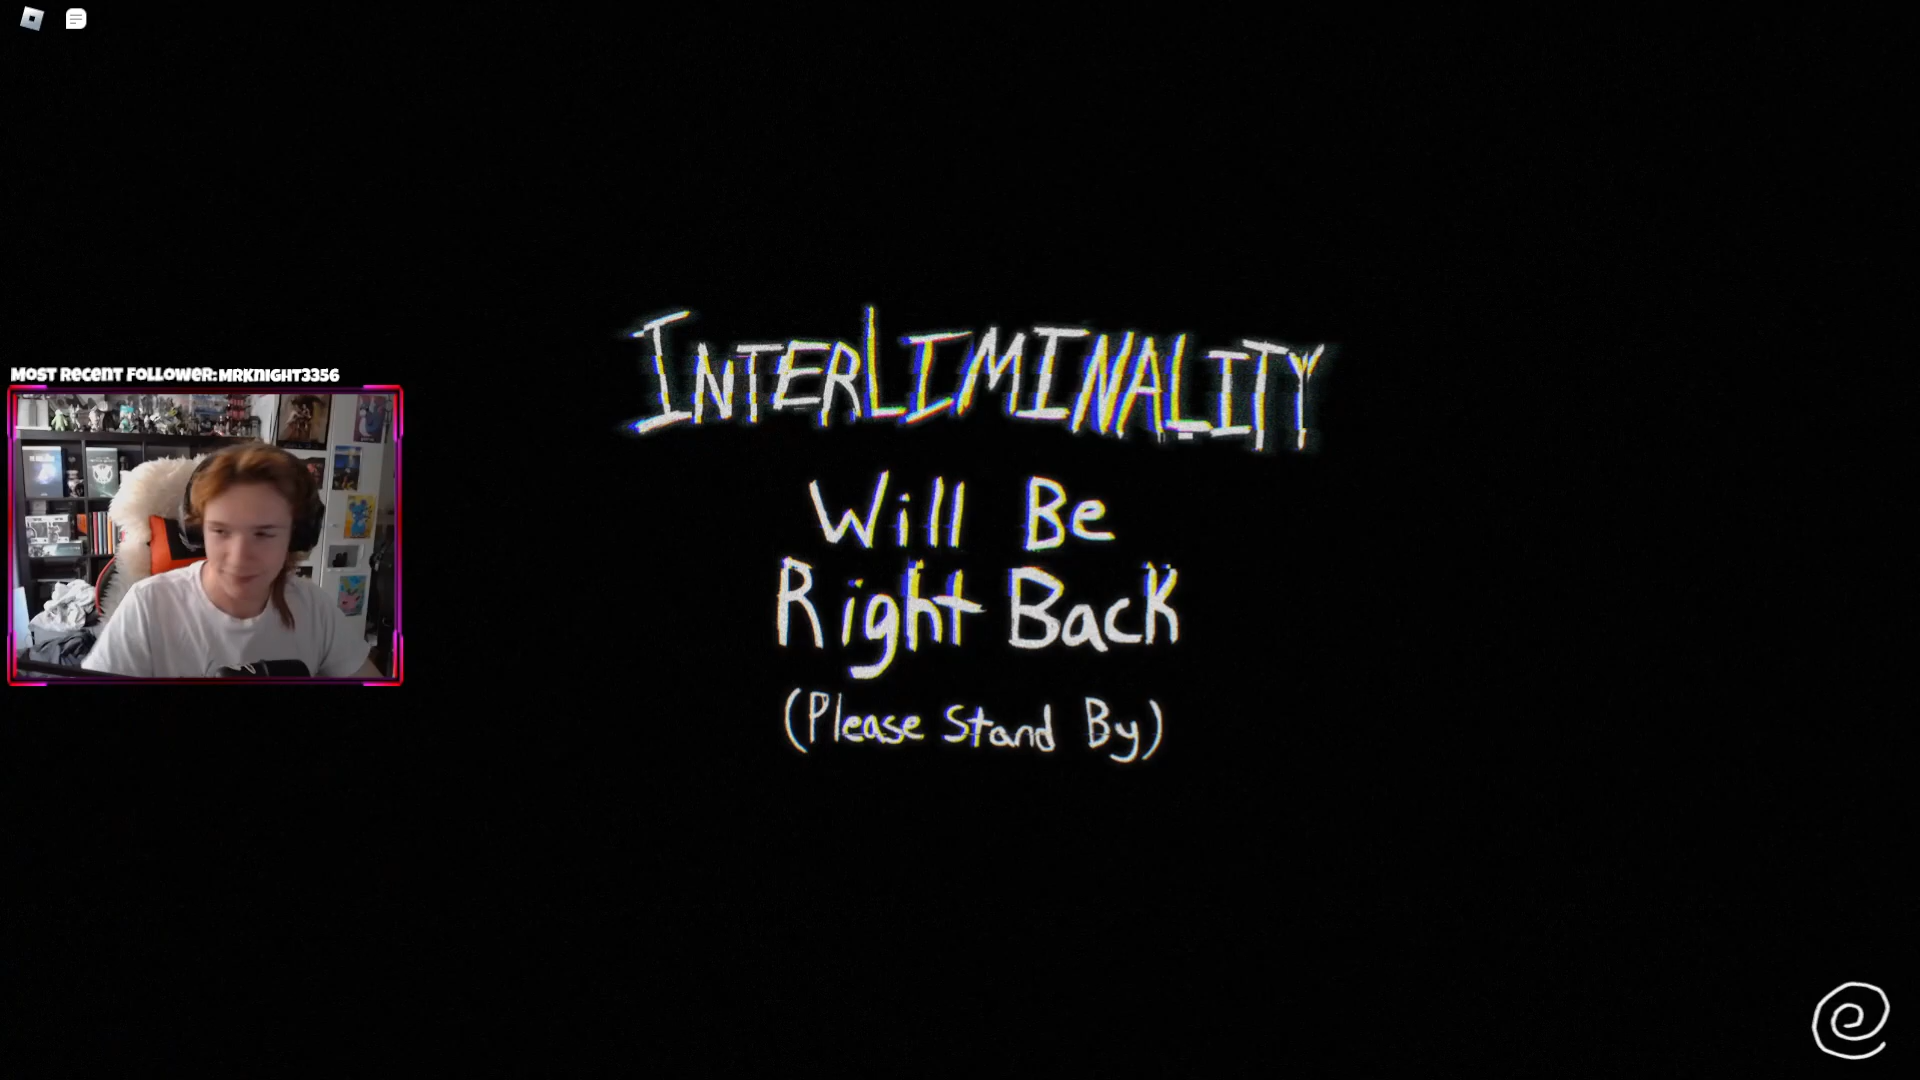 Most Recent Follower: MrKnight3356
INTERLIMINALITY
Will Be
Right Back
(Please Stand By)